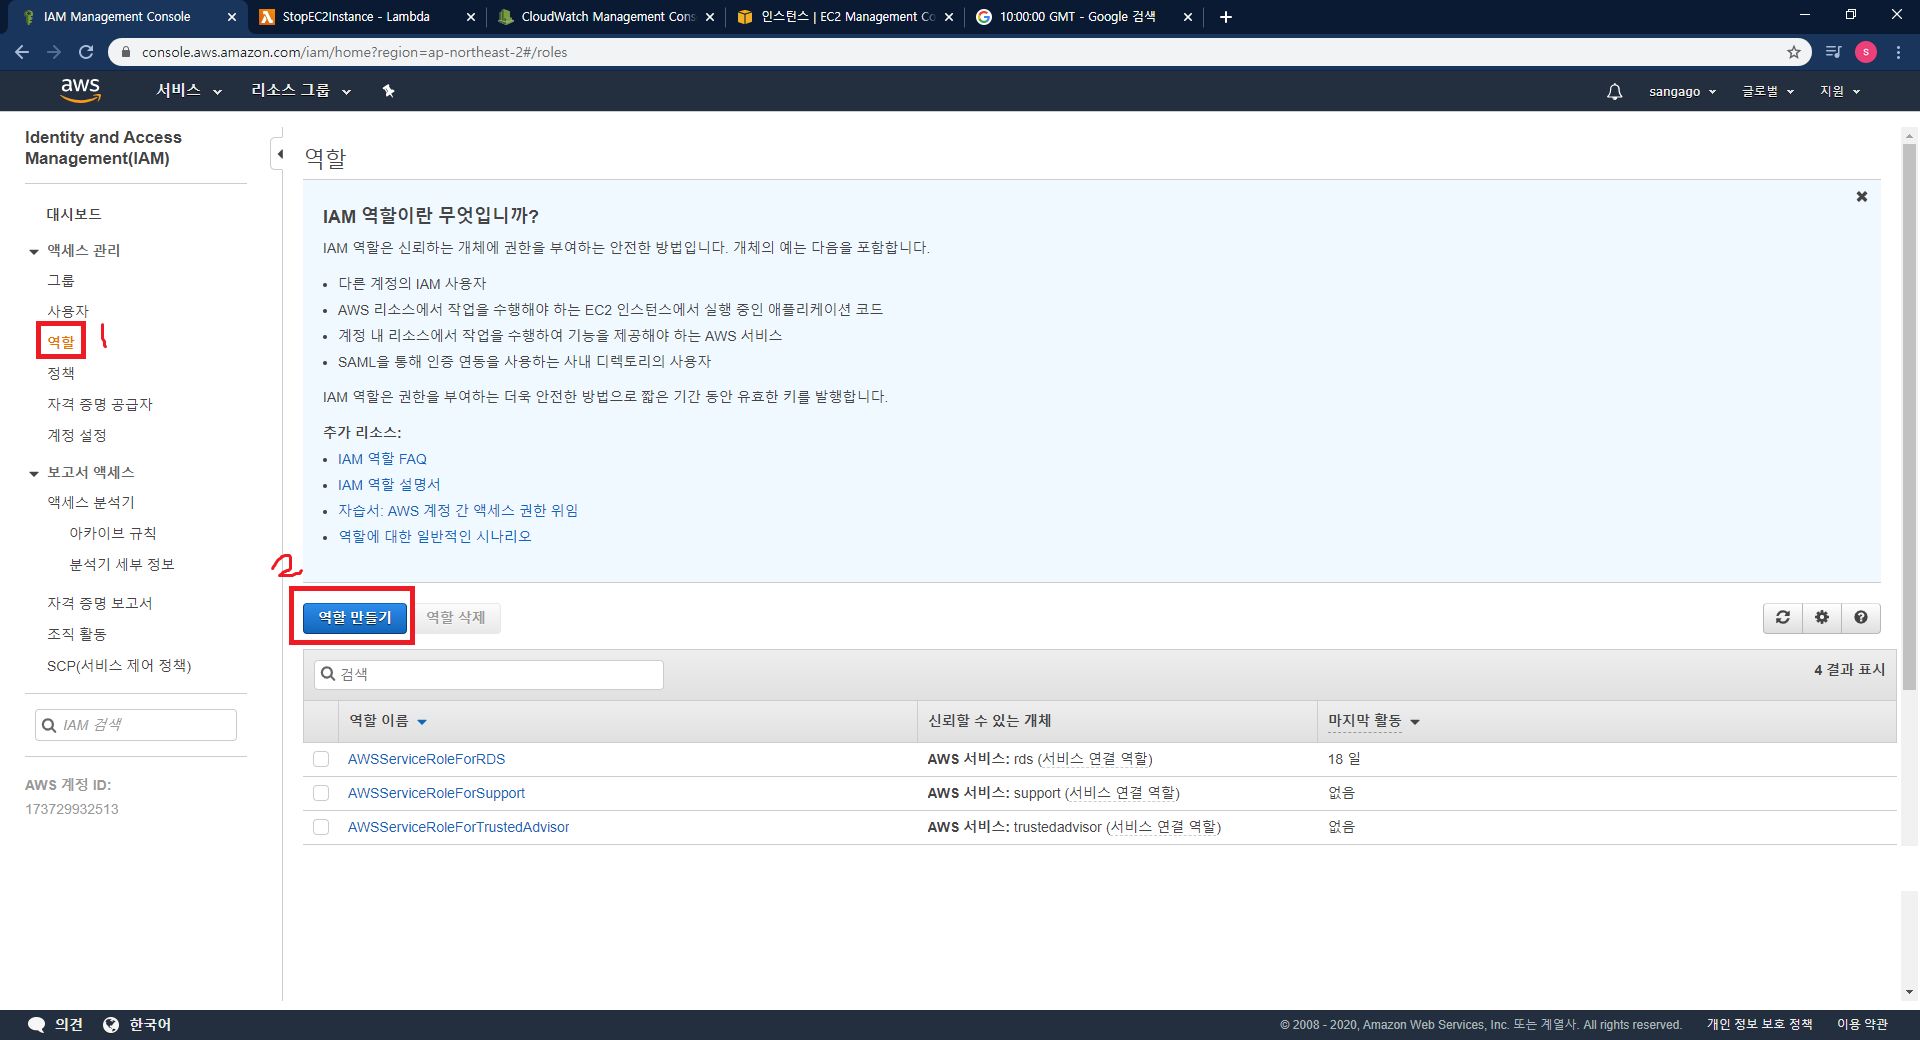 IAM Management Console
StopEC2Instance - Lambda
CloudWatch Management Cons
인스턴스 | EC2 Management Co
10:00:00 GMT - Google 검색
console.aws.amazon.com/iam/home?region=ap-northeast-2#/roles
s
aws
서비스
리소스 그룹
sangago
글로벌
지원
Identity and Access
Management(IAM)
대시보드
액세스 관리
그룹
사용자
역할
1
정책
자격 증명 공급자
계정 설정
보고서 액세스
액세스 분석기
아카이브 규칙
분석기 세부 정보
자격 증명 보고서
조직 활동
SCP(서비스 제어 정책)
IAM 검색
AWS 계정 ID:
173729932513
역할
IAM 역할이란 무엇입니까?
IAM 역할은 신뢰하는 개체에 권한을 부여하는 안전한 방법입니다. 개체의 예는 다음을 포함합니다.
• 다른 계정의 IAM 사용자
• AWS 리소스에서 작업을 수행해야 하는 EC2 인스턴스에서 실행 중인 애플리케이션 코드
• 계정 내 리소스에서 작업을 수행하여 기능을 제공해야 하는 AWS 서비스
• SAML을 통해 인증 연동을 사용하는 사내 디렉토리의 사용자
IAM 역할은 권한을 부여하는 더욱 안전한 방법으로 짧은 기간 동안 유효한 키를 발행합니다.
추가 리소스:
• IAM 역할 FAQ
• IAM 역할 설명서
• 자습서: AWS 계정 간 액세스 권한 위임
• 역할에 대한 일반적인 시나리오
2.
역할 만들기
역할 삭제
검색
4 결과 표시
역할 이름
신뢰할 수 있는 개체
마지막 활동
AWSServiceRoleForRDS
AWS 서비스: rds (서비스 연결 역할)
18 일
AWSServiceRoleForSupport
AWS 서비스: support (서비스 연결 역할)
없음
AWSServiceRoleForTrustedAdvisor
AWS 서비스: trustedadvisor (서비스 연결 역할)
없음
의견
한국어
© 2008 - 2020, Amazon Web Services, Inc. 또는 계열사. All rights reserved.
개인 정보 보호 정책
이용 약관